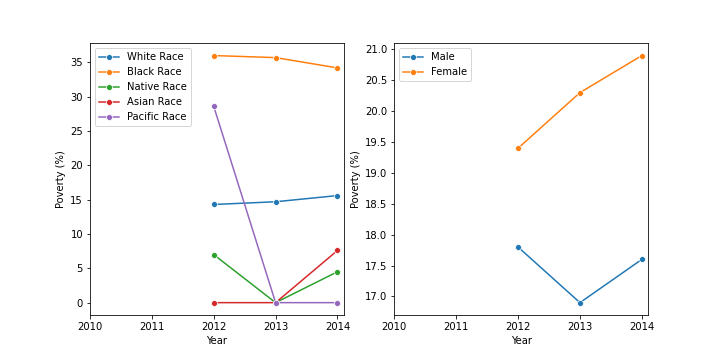 White Race
Black Race
Native Race
Asian Race
Pacific Race
35
30
25
20
15
10
5
0
Poverty (%)
2010 2011 2012 2013 2014
Year
Male
Female
21.0
20.5
20.0
19.5
19.0
18.5
18.0
17.5
17.0
Poverty (%)
2010 2011 2012 2013 2014
Year